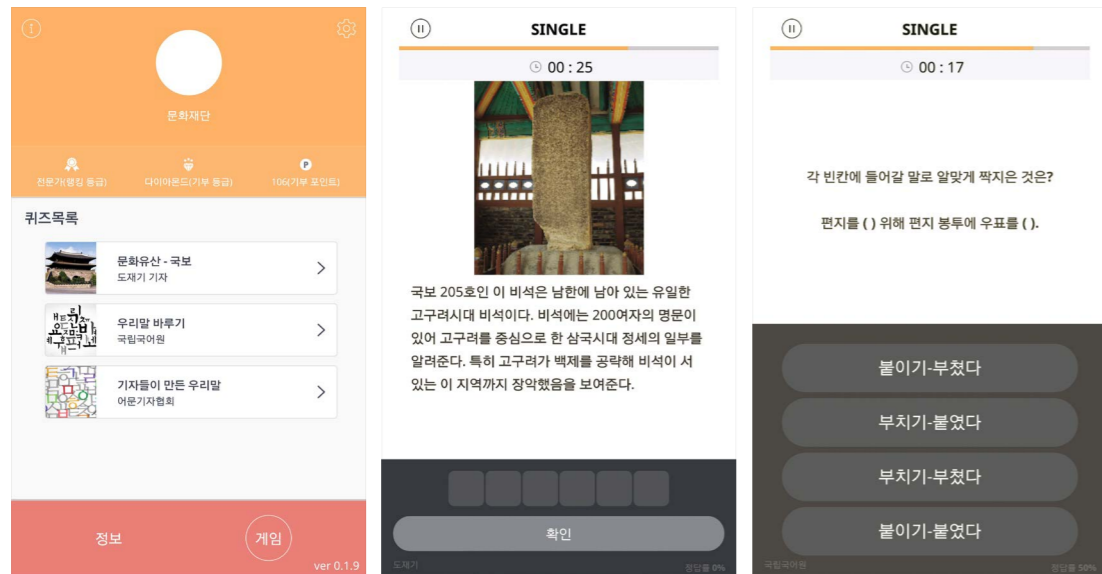 문화재단
전문가(랭킹 등급)
다이아몬드(기부 등급)
P
106(기부 포인트)
퀴즈목록
문화유산 - 국보
도재기 기자
우리말 바루기
국립국어원
기자들이 만든 우리말
어문기자협회
정보
게임
ver 0.1.9
SINGLE
00 : 25
국보 205호인 이 비석은 남한에 남아 있는 유일한
고구려시대 비석이다. 비석에는 200여자의 명문이
있어 고구려를 중심으로 한 삼국시대 정세의 일부를
알려준다. 특히 고구려가 백제를 공략해 비석이 서
있는 이 지역까지 장악했음을 보여준다.
확인
도재기
정답률 0%
SINGLE
00 : 17
각 빈칸에 들어갈 말로 알맞게 짝지은 것은?
편지를 ( ) 위해 편지 봉투에 우표를 ( ).
붙이기-부쳤다
부치기-붙였다
부치기-부쳤다
붙이기-붙였다
국립국어원
정답률 50%